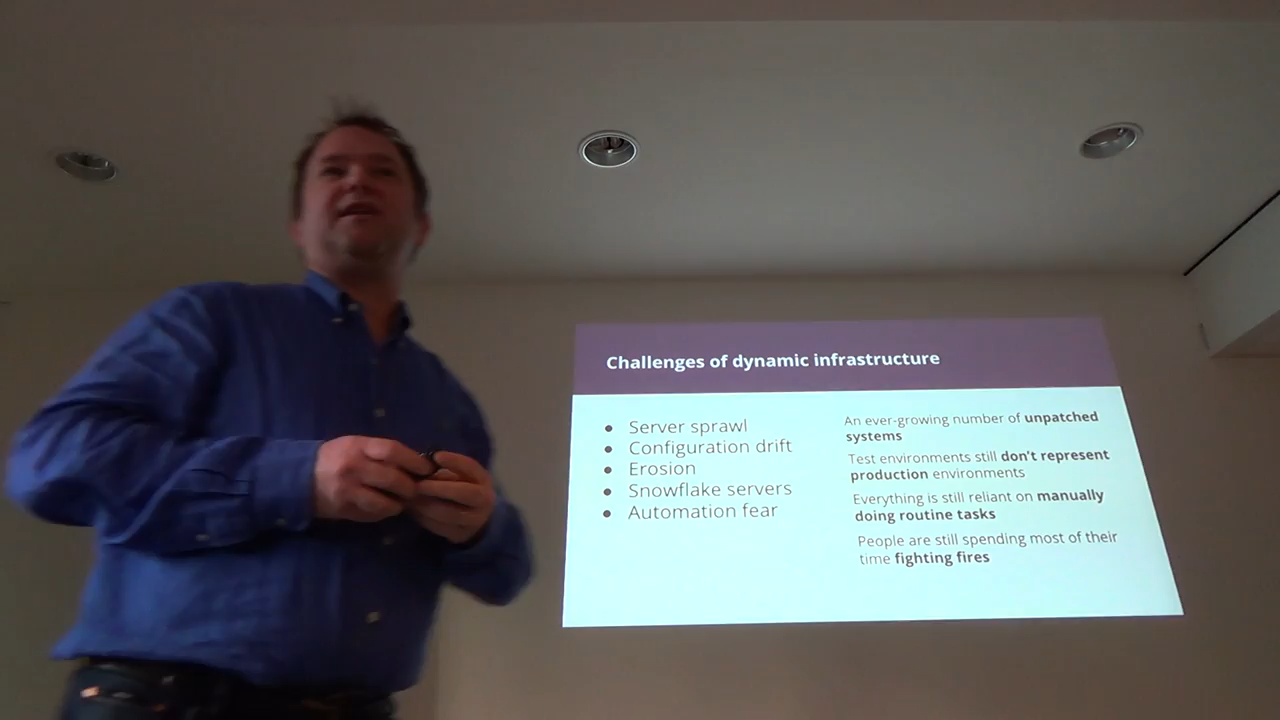 Challenges of dynamic infrastructure
● Server sprawl
● Configuration drift
● Erosion
● Snowflake servers
● Automation fear
An ever-growing number of unpatched
systems
Test environments still don't represent
production environments
Everything is still reliant on manually
doing routine tasks
People are still spending most of their
time fighting fires